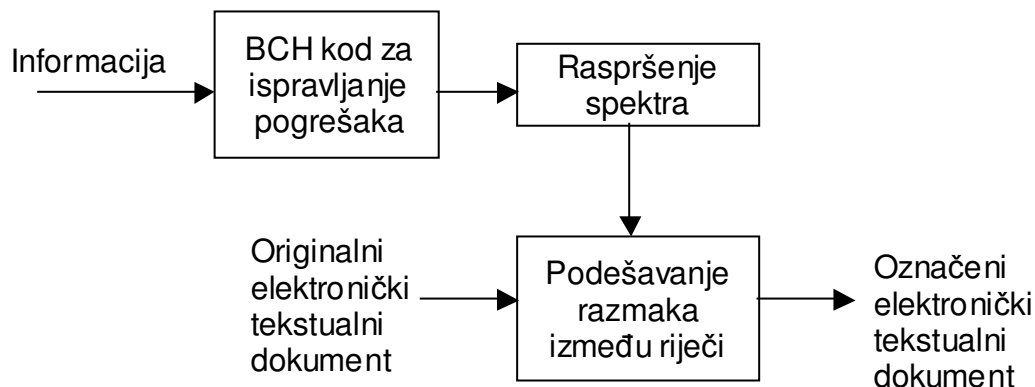 Informacija
BCH kod za
ispravljanje
pogrešaka
Raspršenje
spektra
Originalni
elektronički
tekstualni
dokument
Podešavanje
razmaka
između riječi
Označeni
elektronički
tekstualni
dokument